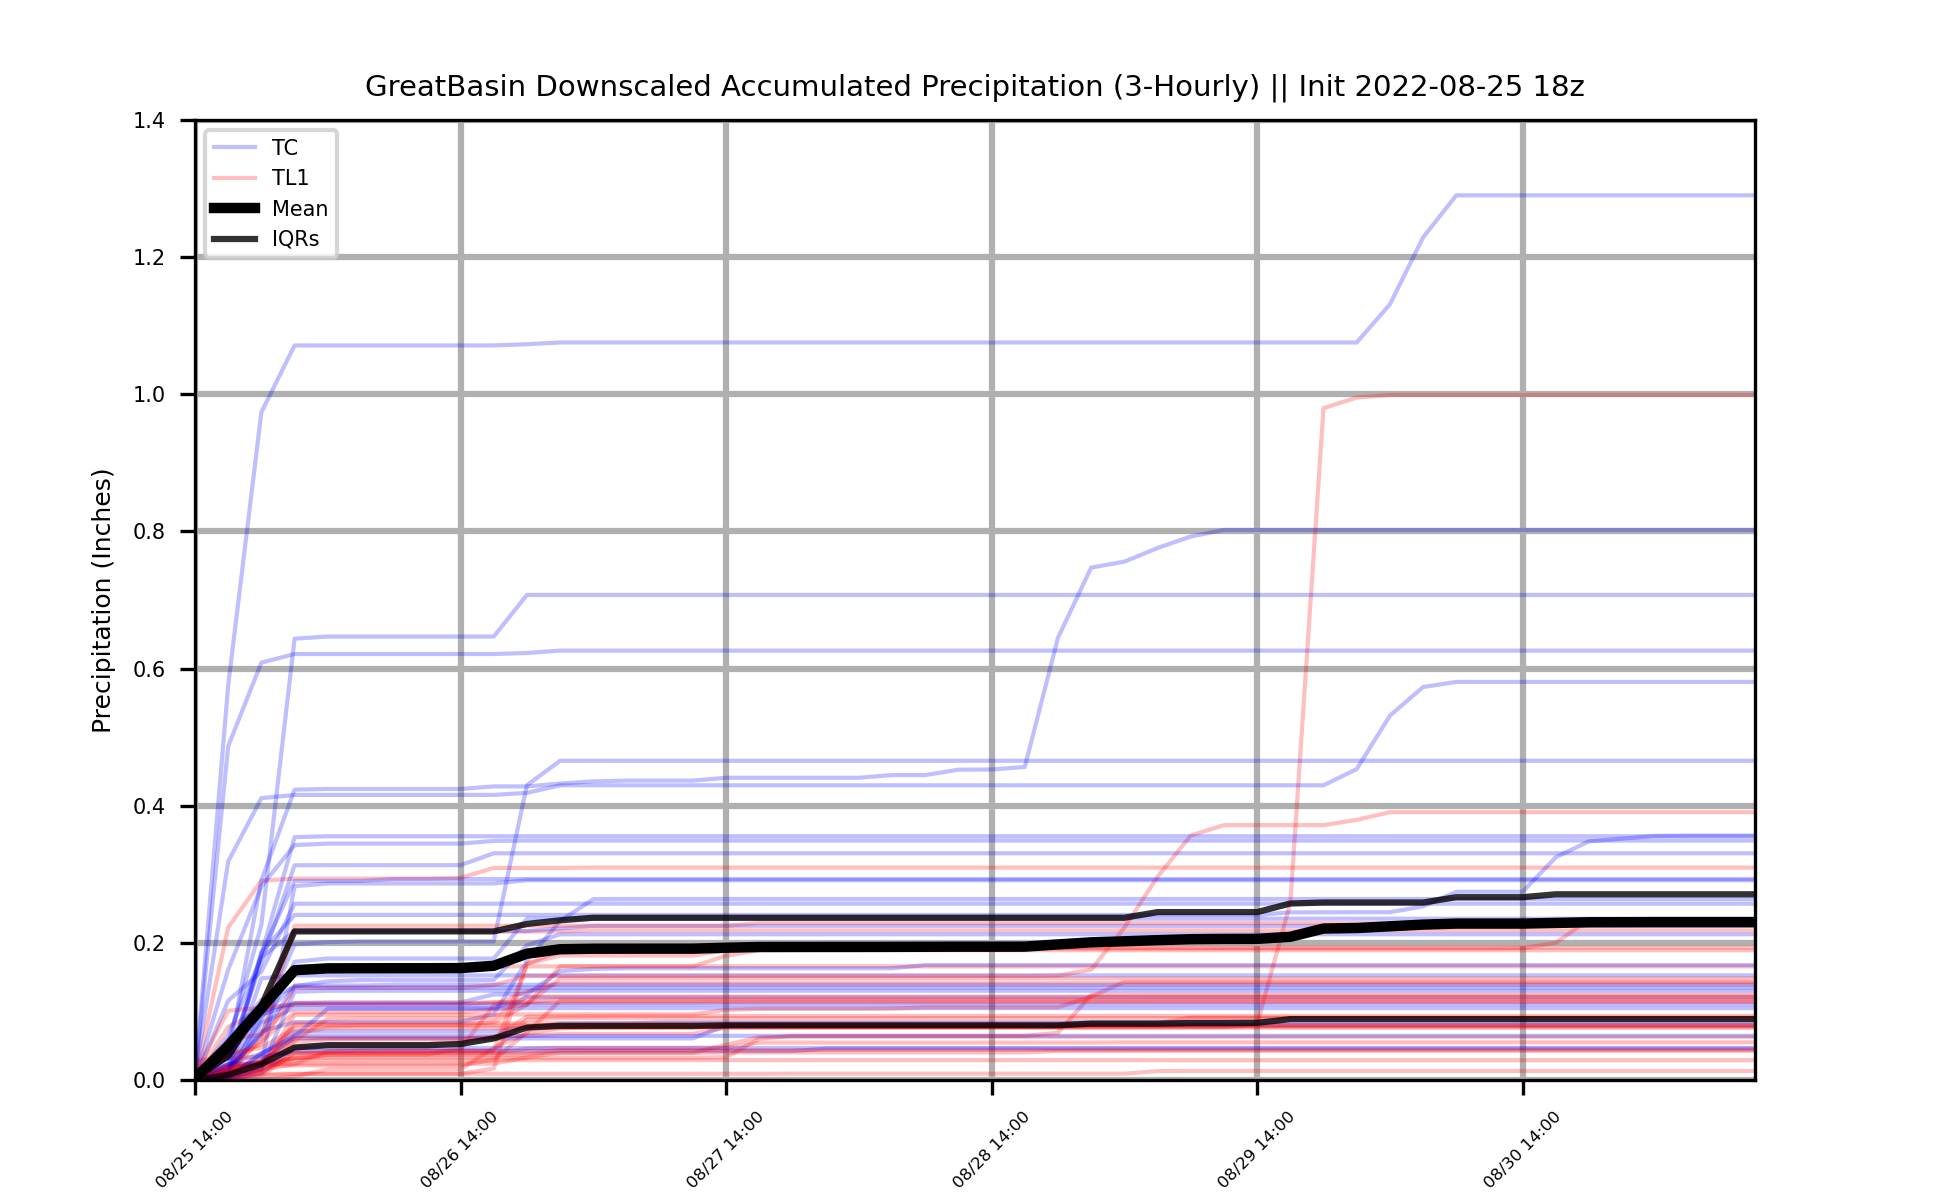 GreatBasin Downscaled Accumulated Precipitation (3-Hourly) || Init 2022-08-25 18z
Precipitation (Inches)
1.4
1.2
1.0
0.8
0.6
0.4
0.2
0.0
TC
TL1
Mean
IQRs
08/25 14:00
08/26 14:00
08/27 14:00
08/28 14:00
08/29 14:00
08/30 14:00